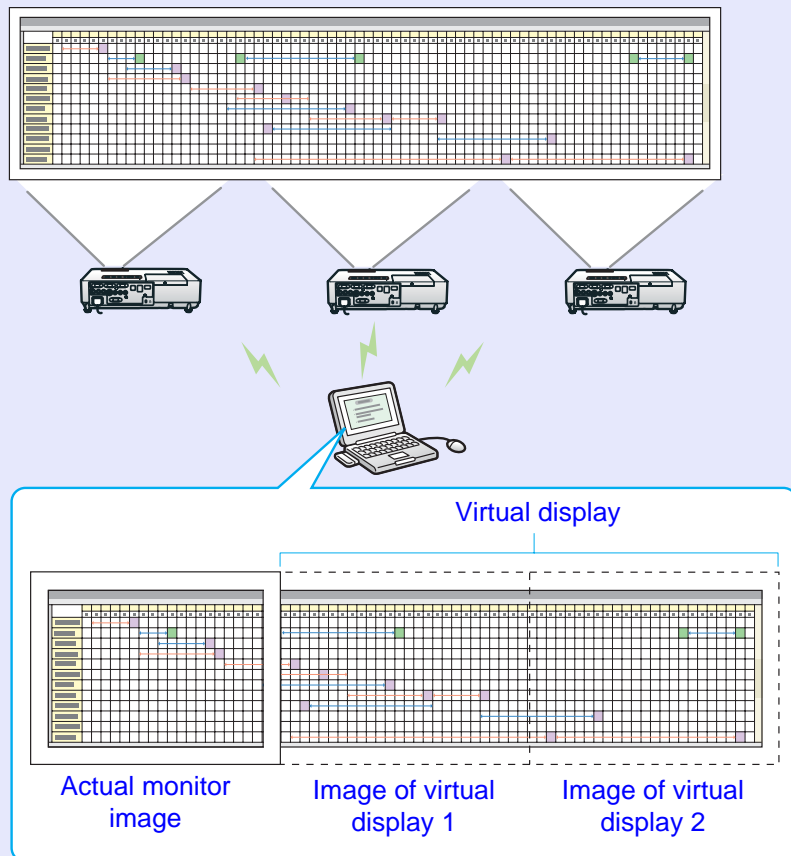 Virtual display
Actual monitor
image
Image of virtual
display 1
Image of virtual
display 2